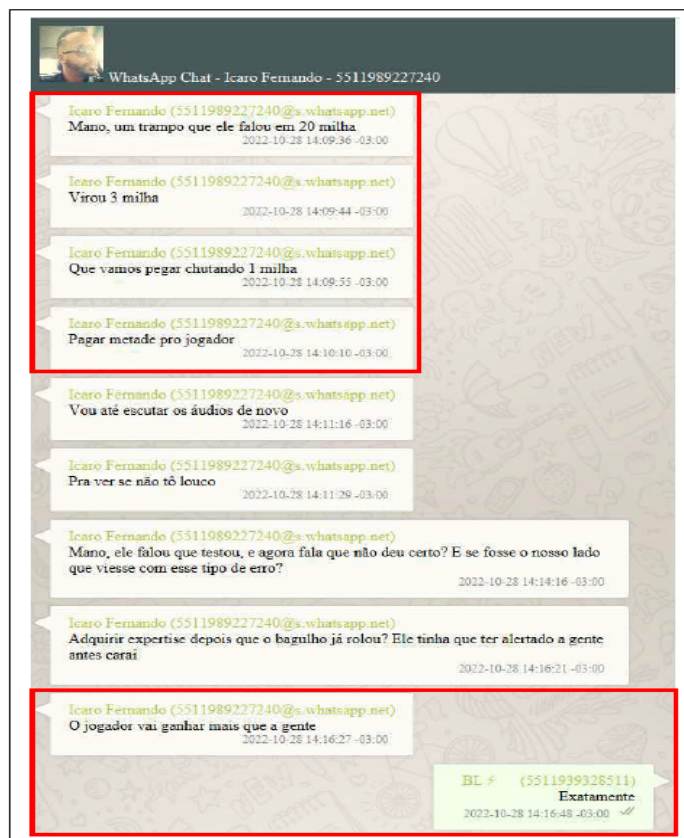 WhatsApp Chat - Icaro Fernando - 5511989227240
Icaro Fernando (5511989227240@s.whatsapp.net)
Mano, um trampo que ele falou em 20 milha
2022-10-28 14:09:36 -03:00
Icaro Fernando (5511989227240@s.whatsapp.net)
Virou 3 milha
2022-10-28 14:09:44 -03:00
Icaro Fernando (5511989227240@s.whatsapp.net)
Que vamos pegar chutando 1 milha
2022-10-28 14:09:55 -03:00
Icaro Fernando (5511989227240@s.whatsapp.net)
Pagar metade pro jogador
2022-10-28 14:10:10 -03:00
Icaro Fernando (5511989227240@s.whatsapp.net)
Vou até escutar os áudios de novo
2022-10-28 14:11:16 -03:00
Icaro Fernando (5511989227240@s.whatsapp.net)
Pra ver se não tô louco
2022-10-28 14:11:29 -03:00
Icaro Fernando (5511989227240@s.whatsapp.net)
Mano, ele falou que testou, e agora fala que não deu certo? E se fosse o nosso lado
que viesse com esse tipo de erro?
2022-10-28 14:14:16 -03:00
Icaro Fernando (5511989227240@s.whatsapp.net)
Adquirir expertise depois que o bagulho já rolou? Ele tinha que ter alertado a gente
antes carai
2022-10-28 14:16:21 -03:00
Icaro Fernando (5511989227240@s.whatsapp.net)
O jogador vai ganhar mais que a gente
2022-10-28 14:16:27 -03:00
BL⚡ (5511939328511)
Exatamente
2022-10-28 14:16:48 -03:00